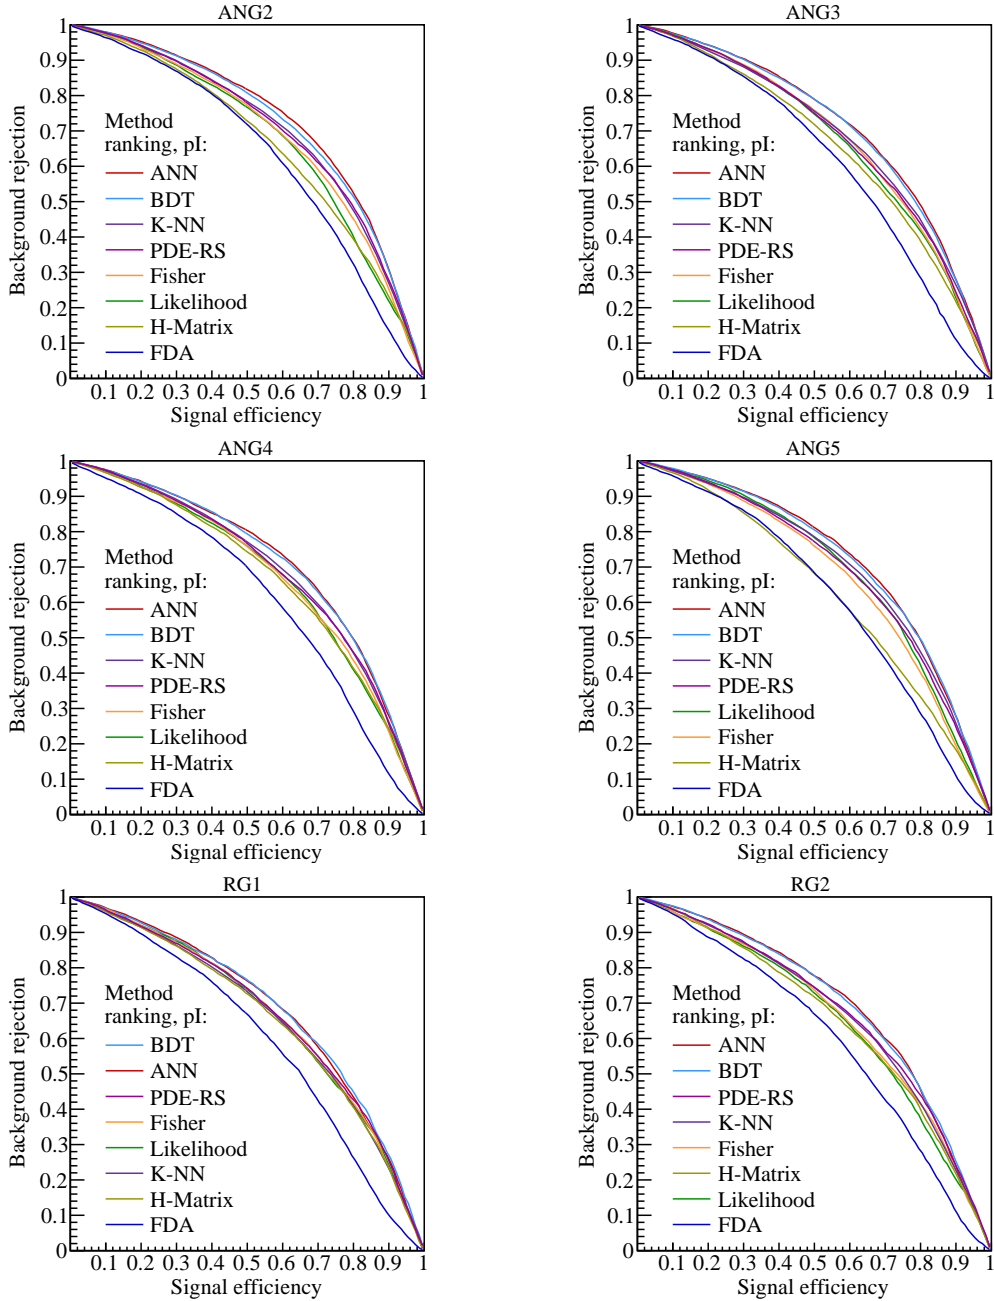 ANG2
1
0.9
0.8
0.7
0.6
0.5
0.4
0.3
0.2
0.1
0
Background rejection
Method
ranking, pI:
ANN
BDT
K-NN
PDE-RS
Fisher
Likelihood
H-Matrix
FDA
0.1 0.2 0.3 0.4 0.5 0.6 0.7 0.8 0.9 1
Signal efficiency
ANG3
1
0.9
0.8
0.7
0.6
0.5
0.4
0.3
0.2
0.1
0
Background rejection
Method
ranking, pI:
ANN
BDT
K-NN
PDE-RS
Fisher
Likelihood
H-Matrix
FDA
0.1 0.2 0.3 0.4 0.5 0.6 0.7 0.8 0.9 1
Signal efficiency
ANG4
1
0.9
0.8
0.7
0.6
0.5
0.4
0.3
0.2
0.1
0
Background rejection
Method
ranking, pI:
ANN
BDT
K-NN
PDE-RS
Fisher
Likelihood
H-Matrix
FDA
0.1 0.2 0.3 0.4 0.5 0.6 0.7 0.8 0.9 1
Signal efficiency
ANG5
1
0.9
0.8
0.7
0.6
0.5
0.4
0.3
0.2
0.1
0
Background rejection
Method
ranking, pI:
ANN
BDT
K-NN
PDE-RS
Likelihood
Fisher
H-Matrix
FDA
0.1 0.2 0.3 0.4 0.5 0.6 0.7 0.8 0.9 1
Signal efficiency
RG1
1
0.9
0.8
0.7
0.6
0.5
0.4
0.3
0.2
0.1
0
Background rejection
Method
ranking, pI:
BDT
ANN
PDE-RS
Fisher
Likelihood
K-NN
H-Matrix
FDA
0.1 0.2 0.3 0.4 0.5 0.6 0.7 0.8 0.9 1
Signal efficiency
RG2
1
0.9
0.8
0.7
0.6
0.5
0.4
0.3
0.2
0.1
0
Background rejection
Method
ranking, pI:
ANN
BDT
PDE-RS
K-NN
Fisher
H-Matrix
Likelihood
FDA
0.1 0.2 0.3 0.4 0.5 0.6 0.7 0.8 0.9 1
Signal efficiency